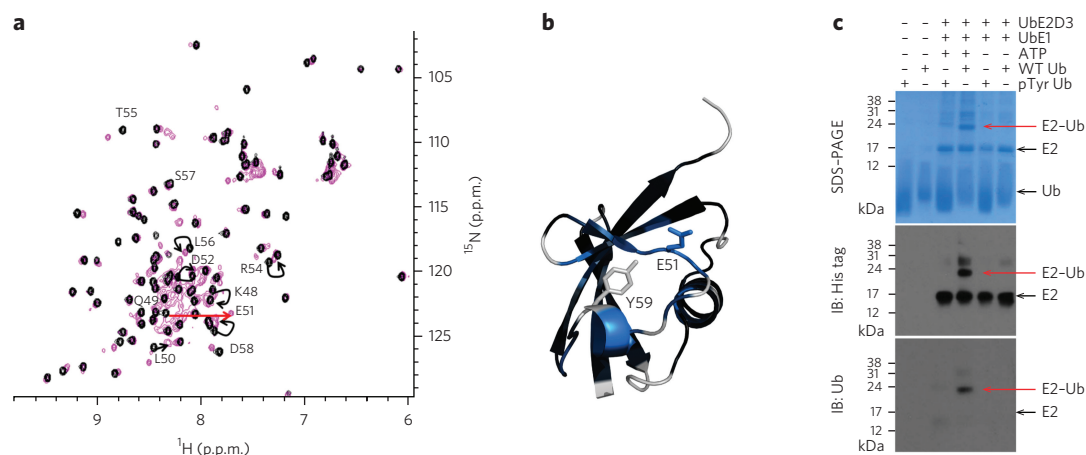 a
T55
S57
L56
D52
R54
K48
Q49
E51
L50
D58
105
110
115
120
125
¹⁵N (p.p.m.)
9 8 7 6
¹H (p.p.m.)
b
E51
Y59
c
– – + + + + UbE2D3
– – + + + + UbE1
– – + + – – ATP
– + – + – + WT Ub
+ – + – + – pTyr Ub
SDS–PAGE
38
31
24
17
12
kDa
E2–Ub
E2
Ub
IB: His tag
38
31
24
17
12
kDa
E2–Ub
E2
IB: Ub
38
31
24
17
12
kDa
E2–Ub
E2